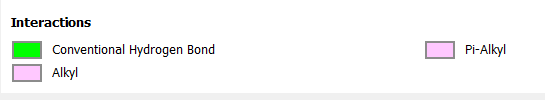 Interactions
Conventional Hydrogen Bond
Pi-Alkyl
Alkyl